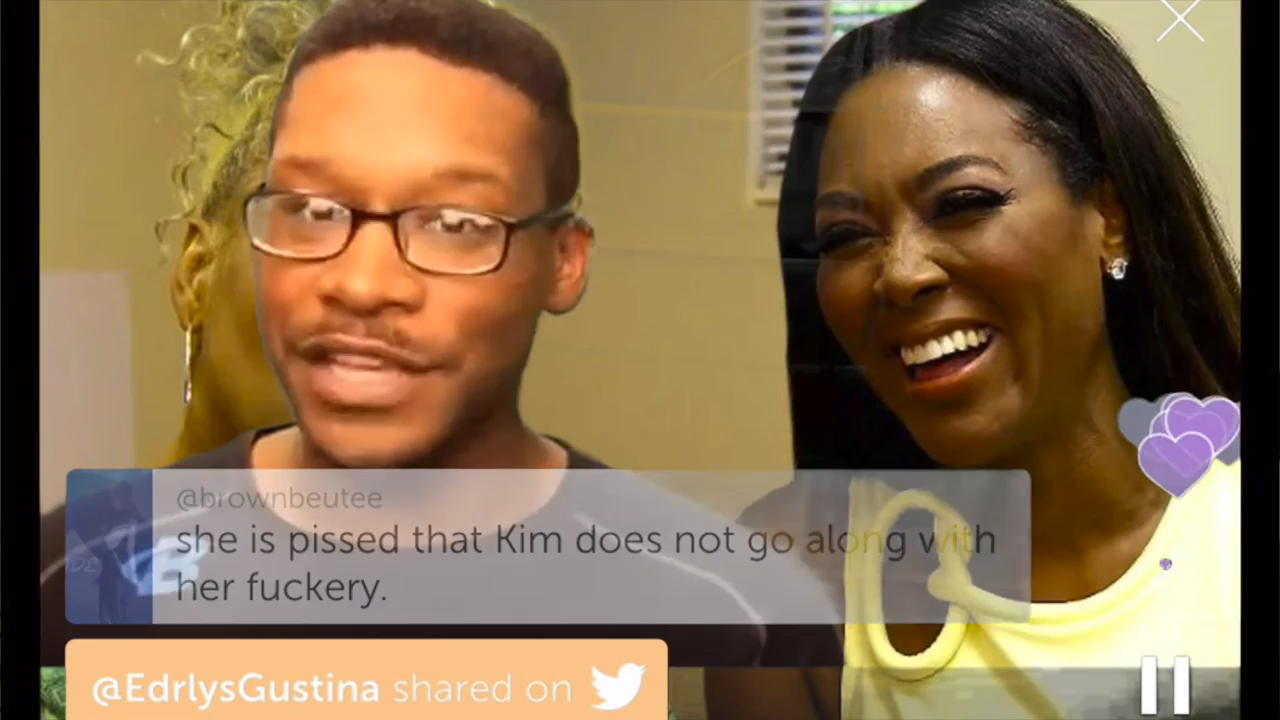 @brownbeutee
she is pissed that Kim does not go along with
her fuckery.
@EdrlysGustina shared on